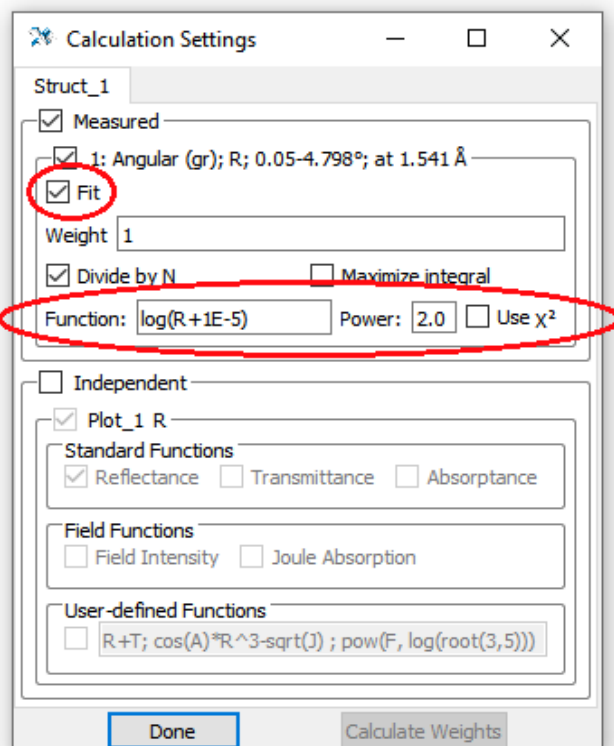 Calculation Settings
Struct_1
Measured
1: Angular (gr); R; 0.05-4.798°; at 1.541 Å
Fit
Weight 1
Divide by N Maximize integral
Function: log(R+1E-5) Power: 2.0 Use χ²
Independent
Plot_1 R
Standard Functions
Reflectance Transmittance Absorptance
Field Functions
Field Intensity Joule Absorption
User-defined Functions
R+T; cos(A)*R^3-sqrt(J) ; pow(F, log(root(3,5)))
Done Calculate Weights